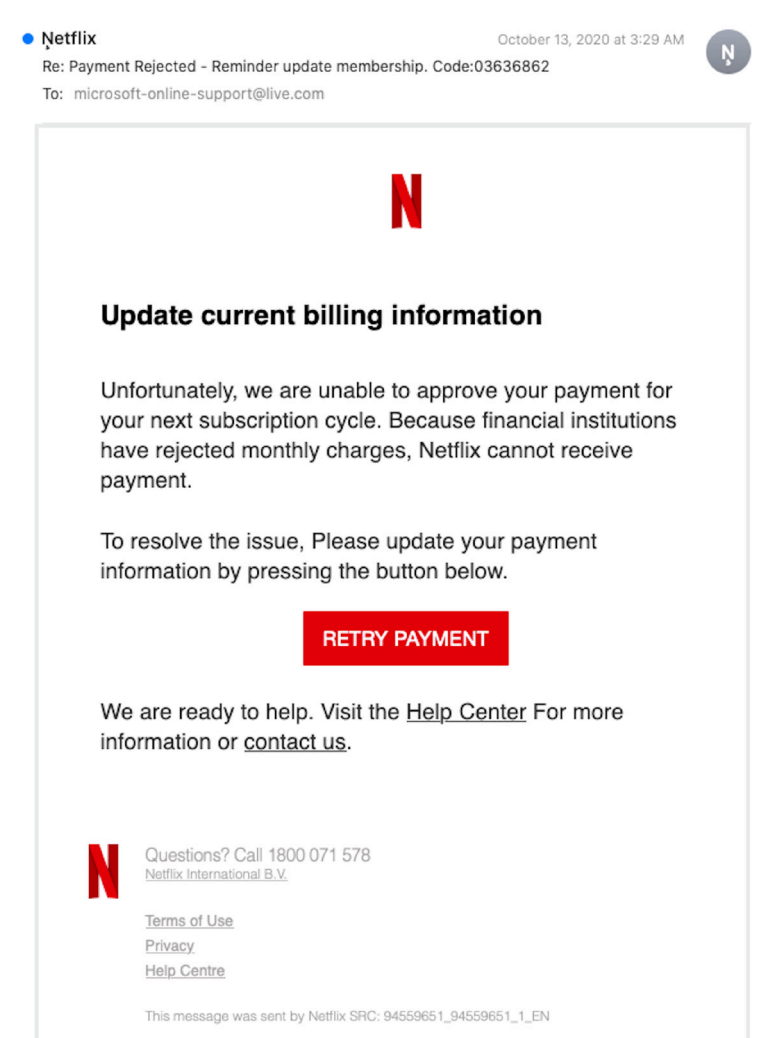 Ņetflix
October 13, 2020 at 3:29 AM
Ņ
Re: Payment Rejected - Reminder update membership. Code:03636862
To: microsoft-online-support@live.com
N
Update current billing information
Unfortunately, we are unable to approve your payment for
your next subscription cycle. Because financial institutions
have rejected monthly charges, Netflix cannot receive
payment.
To resolve the issue, Please update your payment
information by pressing the button below.
RETRY PAYMENT
We are ready to help. Visit the Help Center For more
information or contact us.
N
Questions? Call 1800 071 578
Netflix International B.V.
Terms of Use
Privacy
Help Centre
This message was sent by Netflix SRC: 94559651_94559651_1_EN